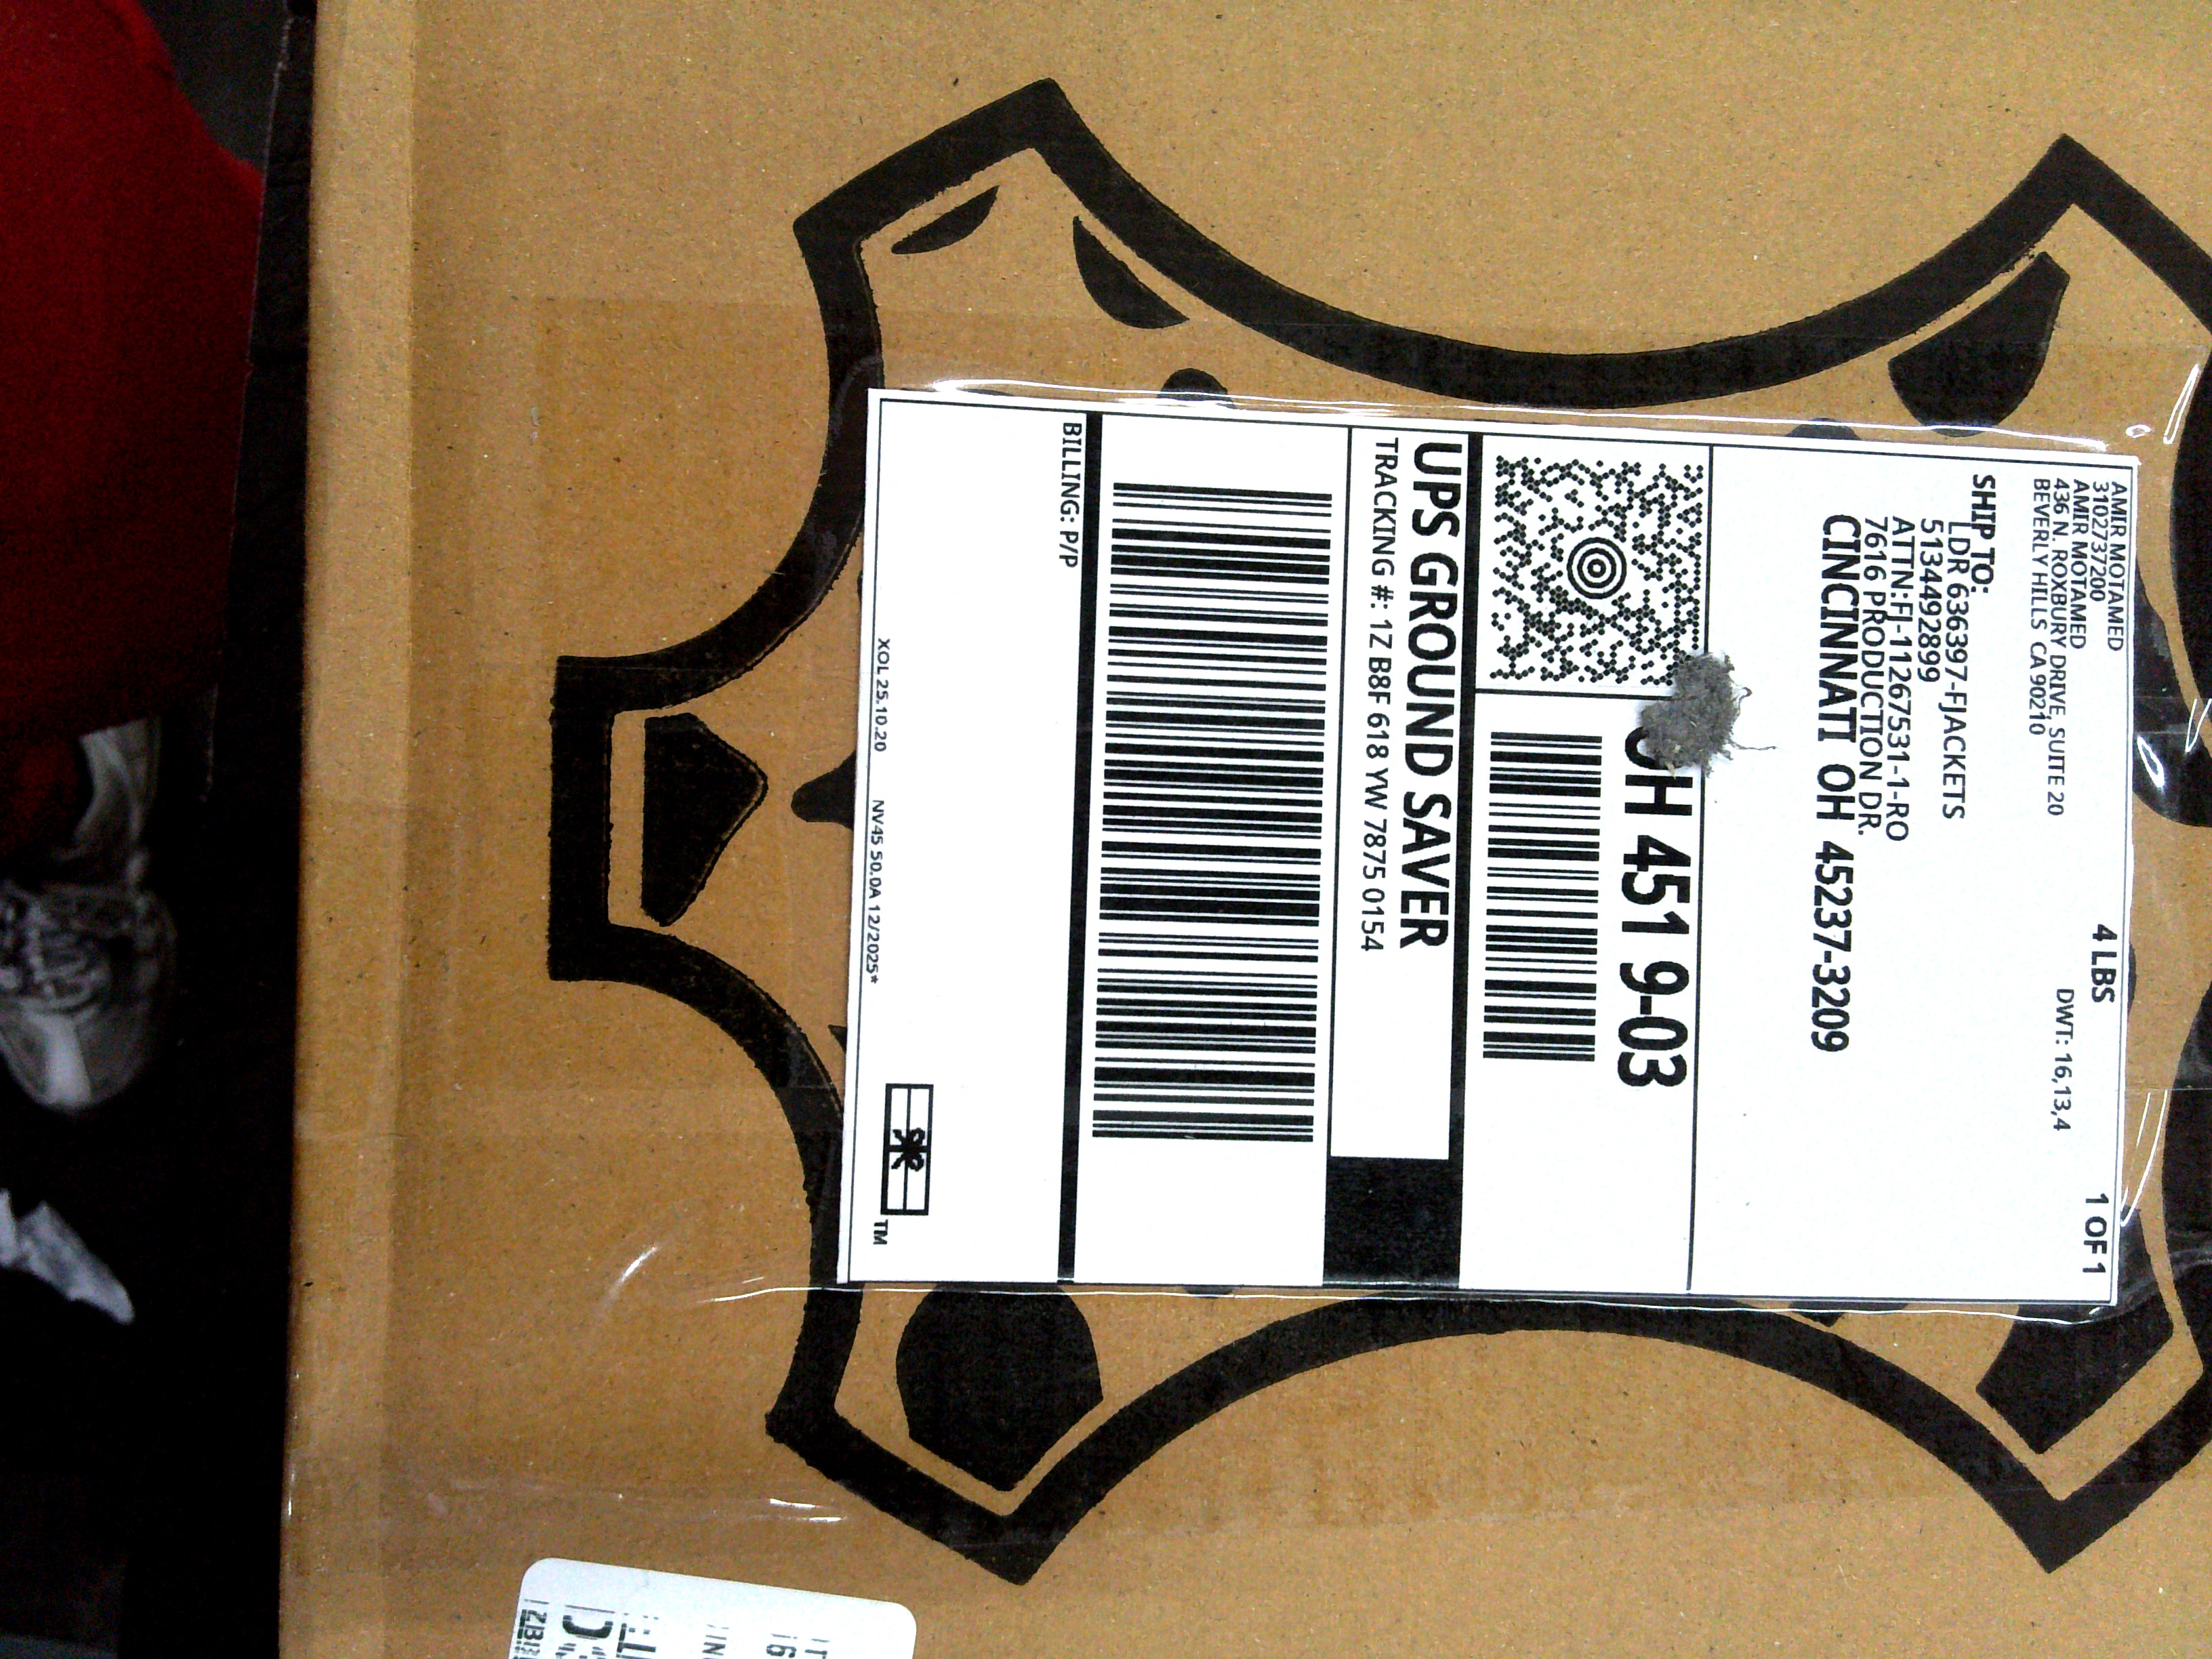 AMIR MOTAMED
3102737200
AMIR MOTAMED
436 N. ROXBURY DRIVE, SUITE 20
BEVERLY HILLS CA 90210
4 LBS
1 OF 1
DWT: 16,13,4
SHIP TO:
LDR 636397-FJACKETS
5134492899
ATTN:FJ-11267531-1-RO
7616 PRODUCTION DR.
CINCINNATI OH 45237-3209
OH 451 9-03
UPS GROUND SAVER
TRACKING #: 1Z B8F 618 YW 7875 0154
BILLING: P/P
XOL 25.10.20 NV45 50.0A 12/2025*
TM